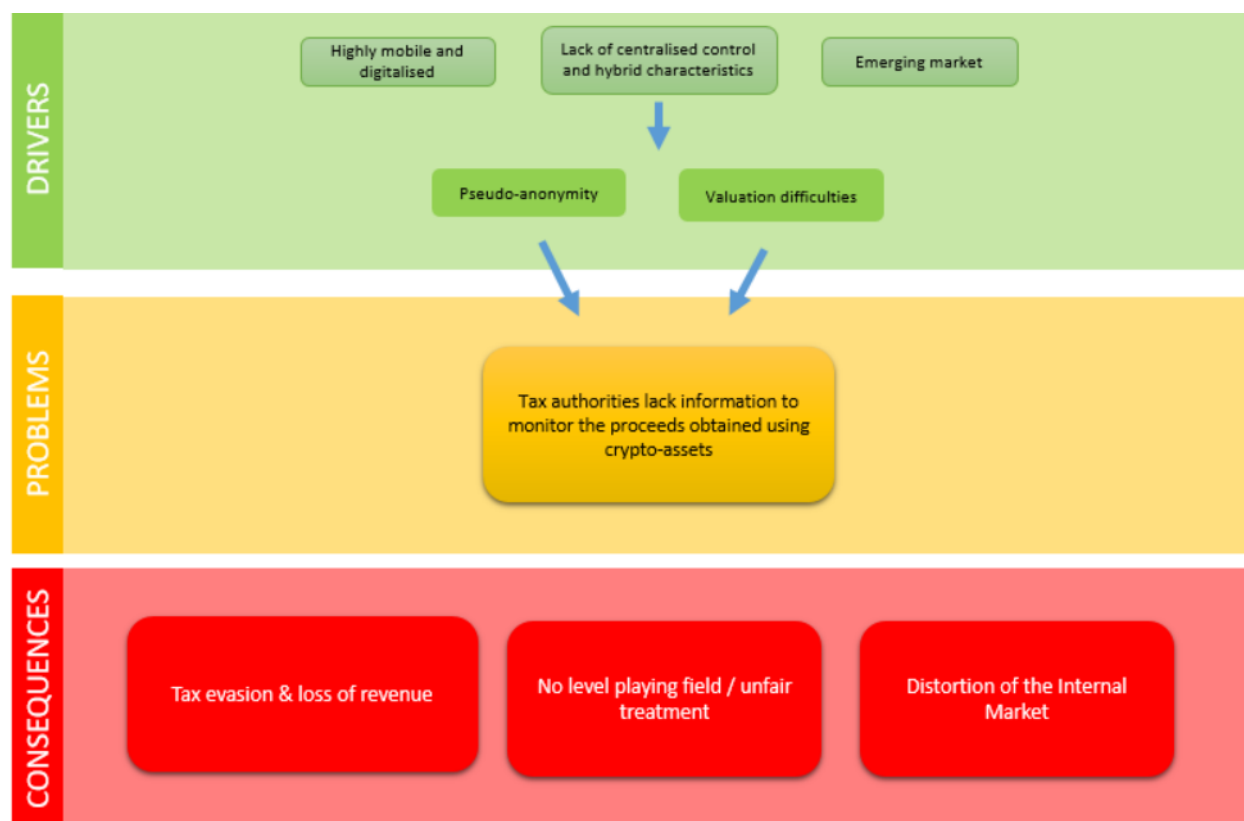 DRIVERS
Highly mobile and
digitalised
Lack of centralised control
and hybrid characteristics
Emerging market
Pseudo-anonymity
Valuation difficulties
PROBLEMS
Tax authorities lack information to
monitor the proceeds obtained using
crypto-assets
CONSEQUENCES
Tax evasion & loss of revenue
No level playing field / unfair
treatment
Distortion of the Internal
Market